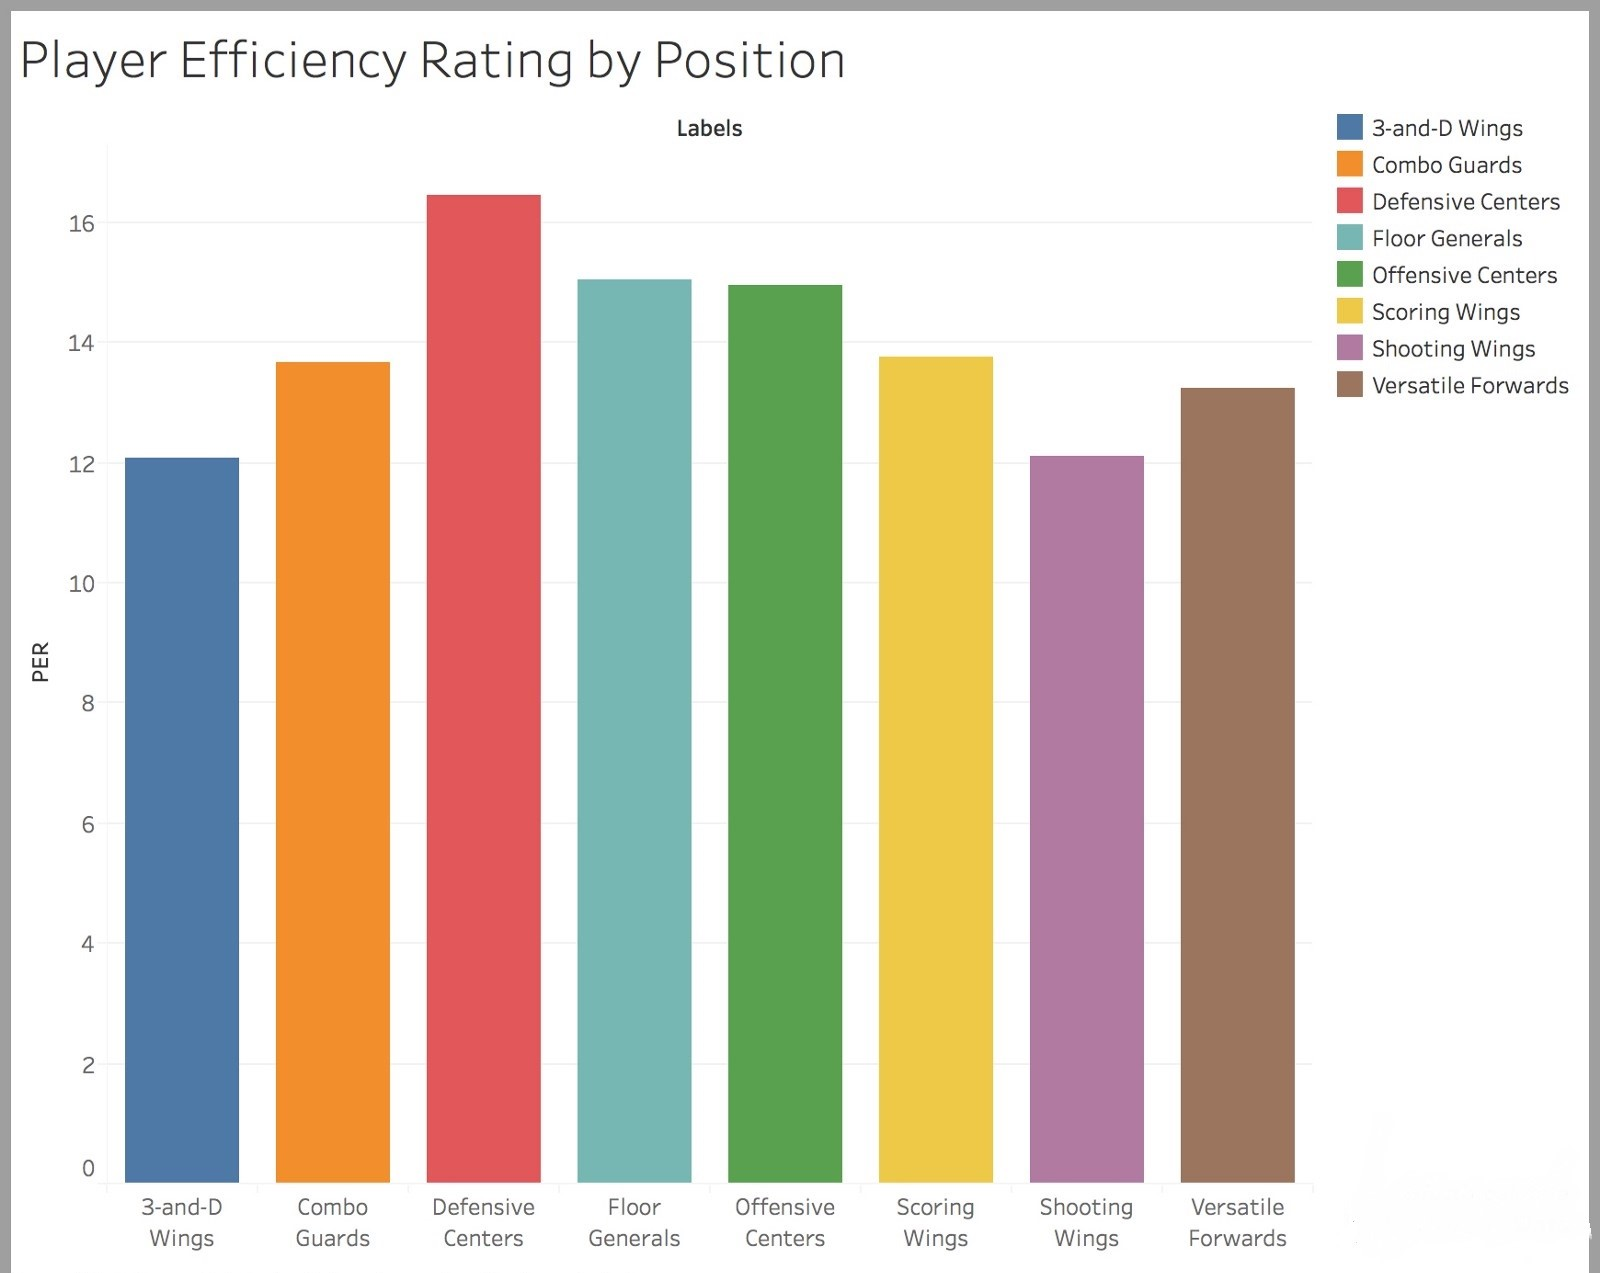 Player Efficiency Rating by Position
Labels
3-and-D Wings
Combo Guards
Defensive Centers
Floor Generals
Offensive Centers
Scoring Wings
Shooting Wings
Versatile Forwards
16
14
12
10
8
6
4
2
0
PER
3-and-D Wings
Combo Guards
Defensive Centers
Floor Generals
Offensive Centers
Scoring Wings
Shooting Wings
Versatile Forwards